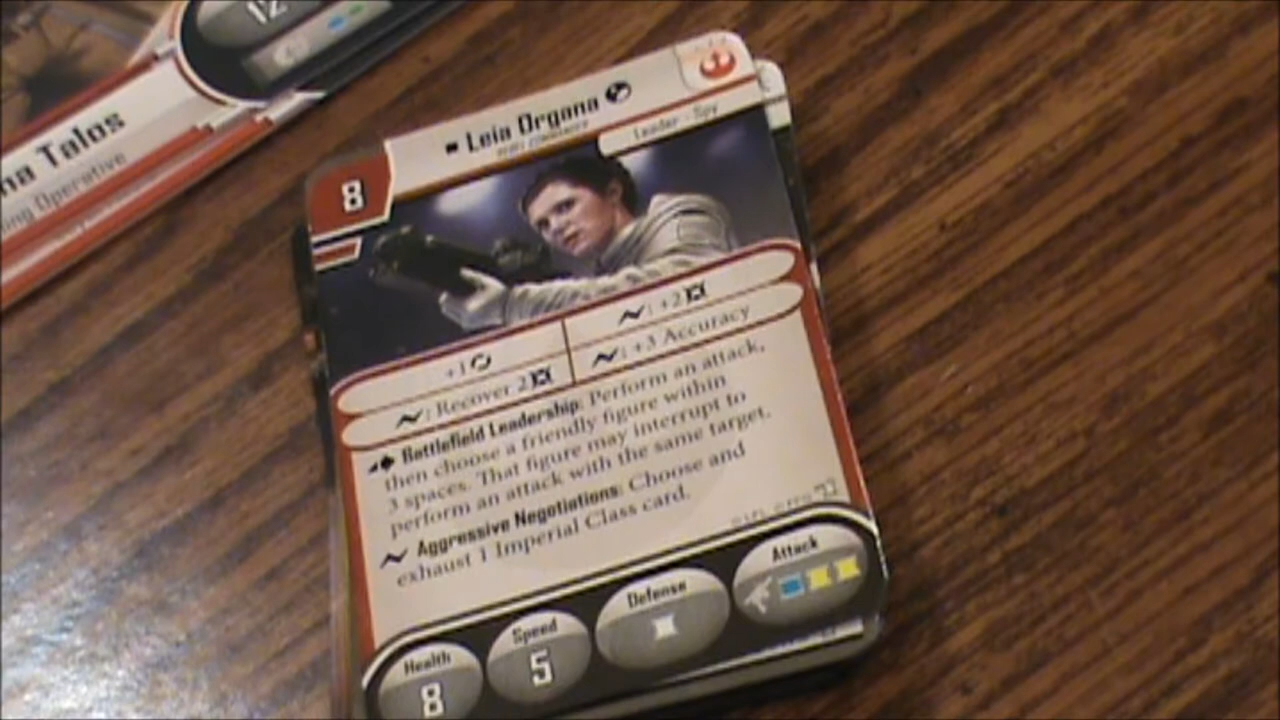 12
na Talos
ng Operative
Leia Organa
Leader - Spy
8
+1
: +2
: Recover 2
: +3 Accuracy
Battlefield Leadership: Perform an attack,
then choose a friendly figure within
3 spaces. That figure may interrupt to
perform an attack with the same target.
Aggressive Negotiations: Choose and
exhaust 1 Imperial Class card.
Health
8
Speed
5
Defense
Attack